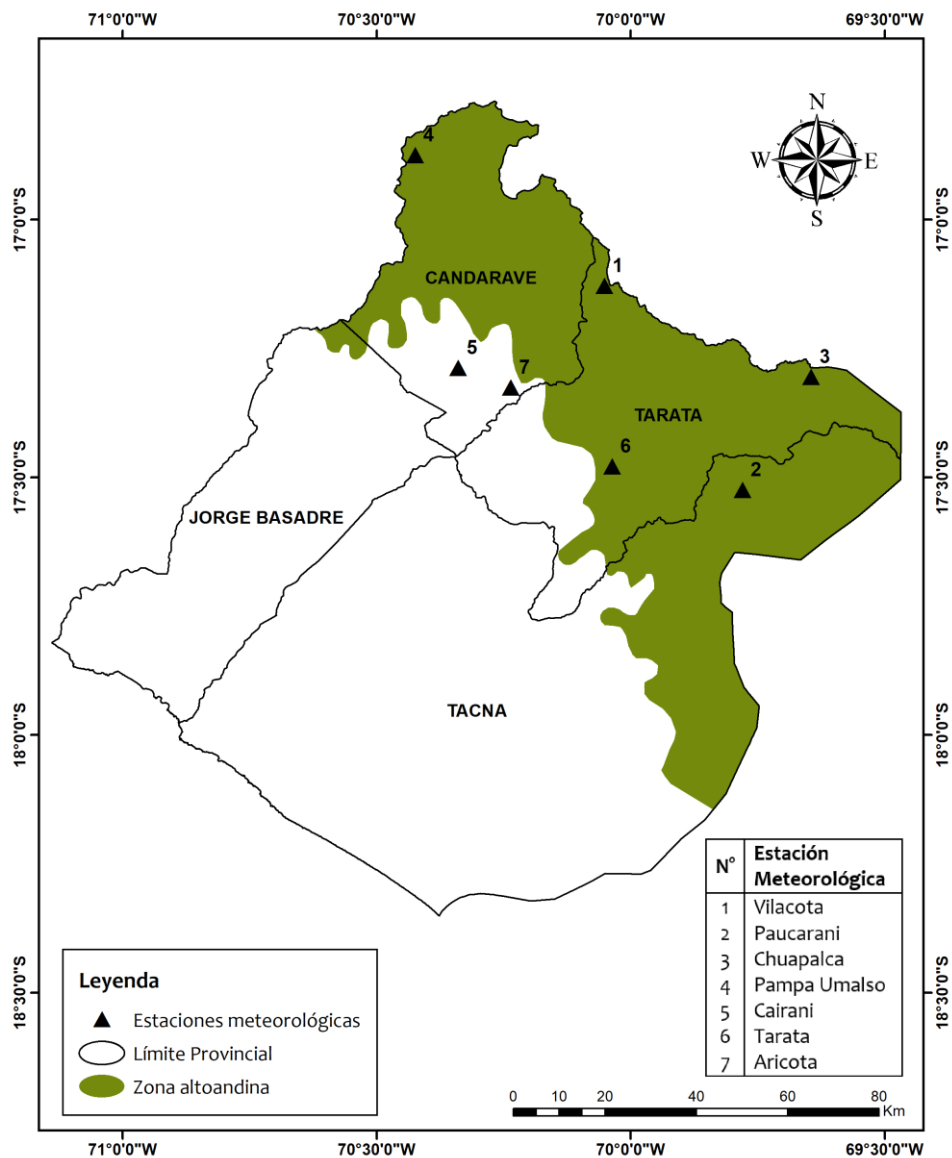 71°0'0"W 70°30'0"W 70°0'0"W 69°30'0"W
17°0'0"S 17°0'0"S
17°30'0"S 17°30'0"S
18°0'0"S 18°0'0"S
18°30'0"S 18°30'0"S
N
W E
S
4
CANDARAVE
1
5
7
3
TARATA
6
2
JORGE BASADRE
TACNA
N° Estación
Meteorológica
1 Vilacota
2 Paucarani
3 Chuapalca
4 Pampa Umalso
5 Cairani
6 Tarata
7 Aricota
Leyenda
Estaciones meteorológicas
Límite Provincial
Zona altoandina
0 10 20 40 60 80
Km
71°0'0"W 70°30'0"W 70°0'0"W 69°30'0"W